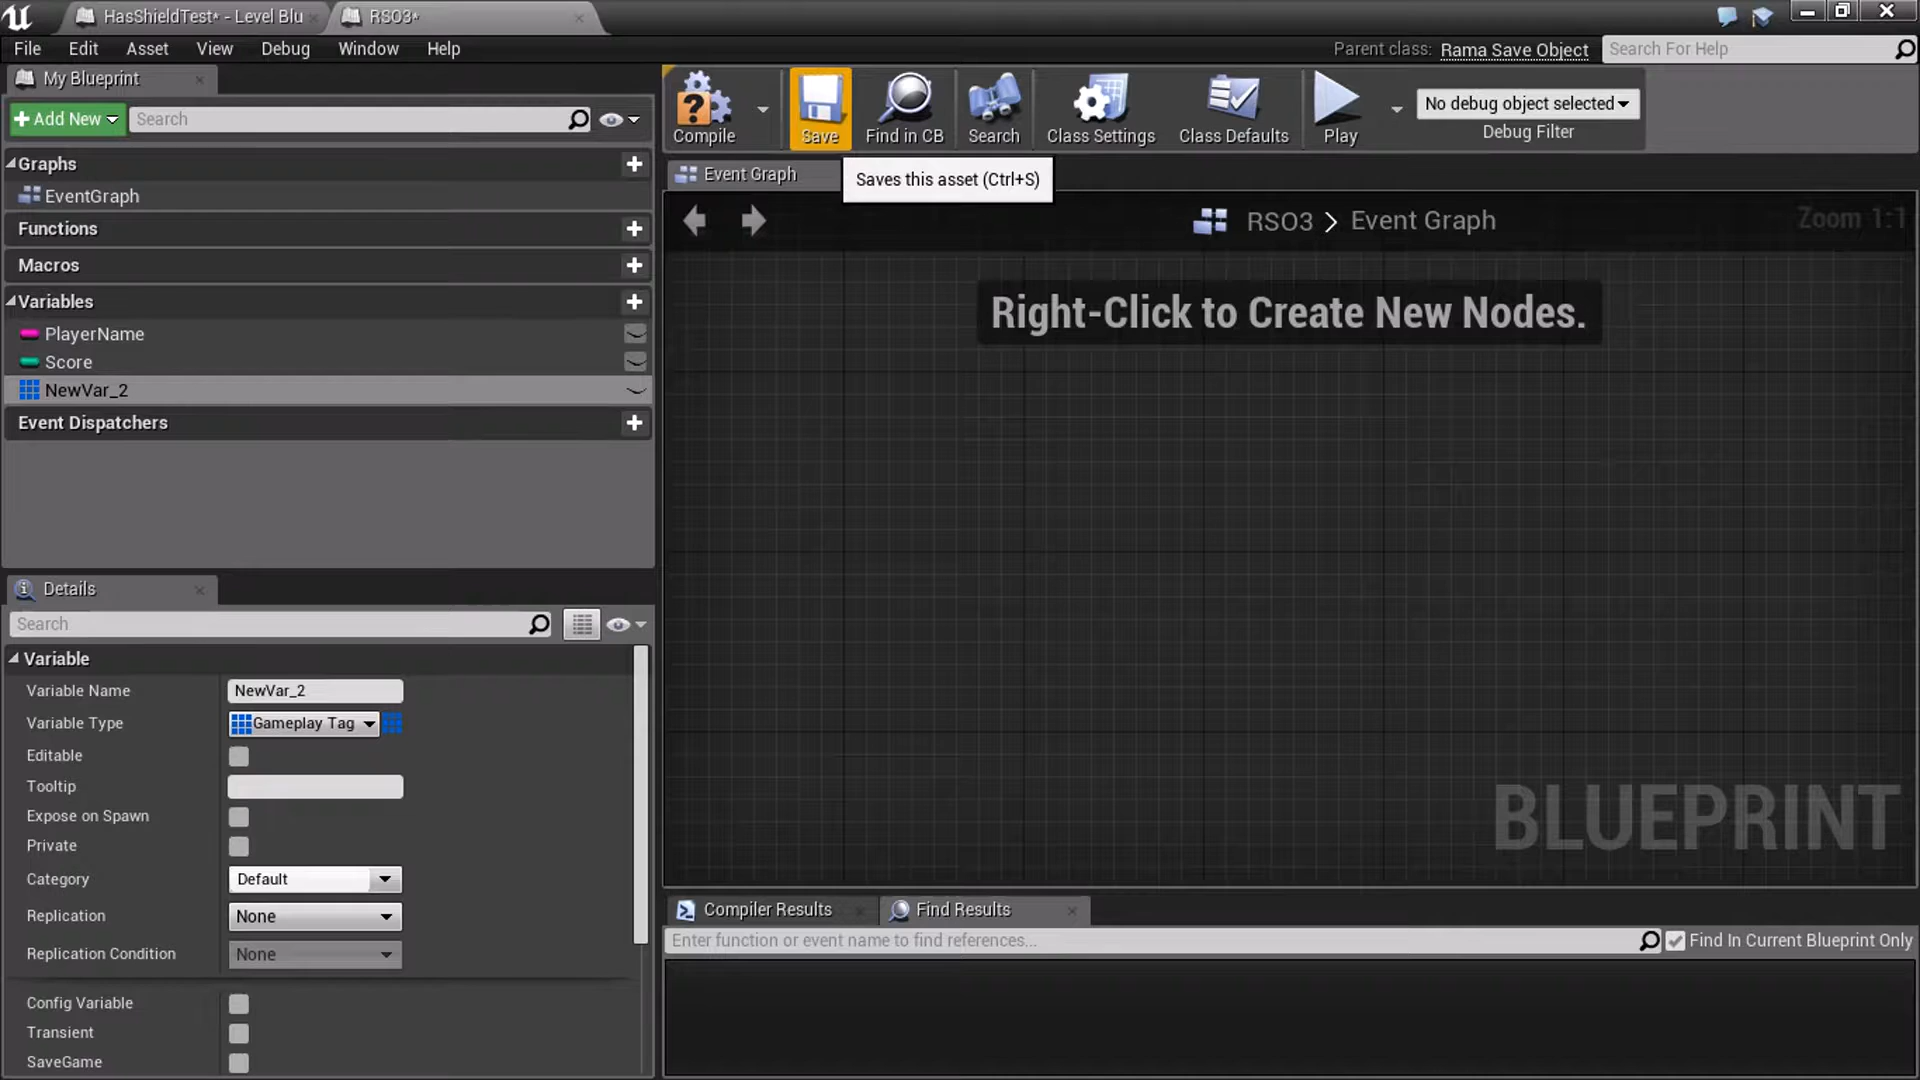 HasShieldTest* - Level Blu
RSO3*
File Edit Asset View Debug Window Help
Parent class: Rama Save Object
Search For Help
My Blueprint
Add New
Search
Compile
Save
Find in CB
Search
Class Settings
Class Defaults
Play
No debug object selected
Debug Filter
Graphs
EventGraph
Functions
Macros
Variables
PlayerName
Score
NewVar_2
Event Dispatchers
Event Graph
Saves this asset (Ctrl+S)
RSO3 > Event Graph
Zoom 1:1
Right-Click to Create New Nodes.
BLUEPRINT
Details
Search
Variable
Variable Name NewVar_2
Variable Type Gameplay Tag
Editable
Tooltip
Expose on Spawn
Private
Category Default
Replication None
Replication Condition None
Config Variable
Transient
SaveGame
Compiler Results
Find Results
Enter function or event name to find references...
Find In Current Blueprint Only